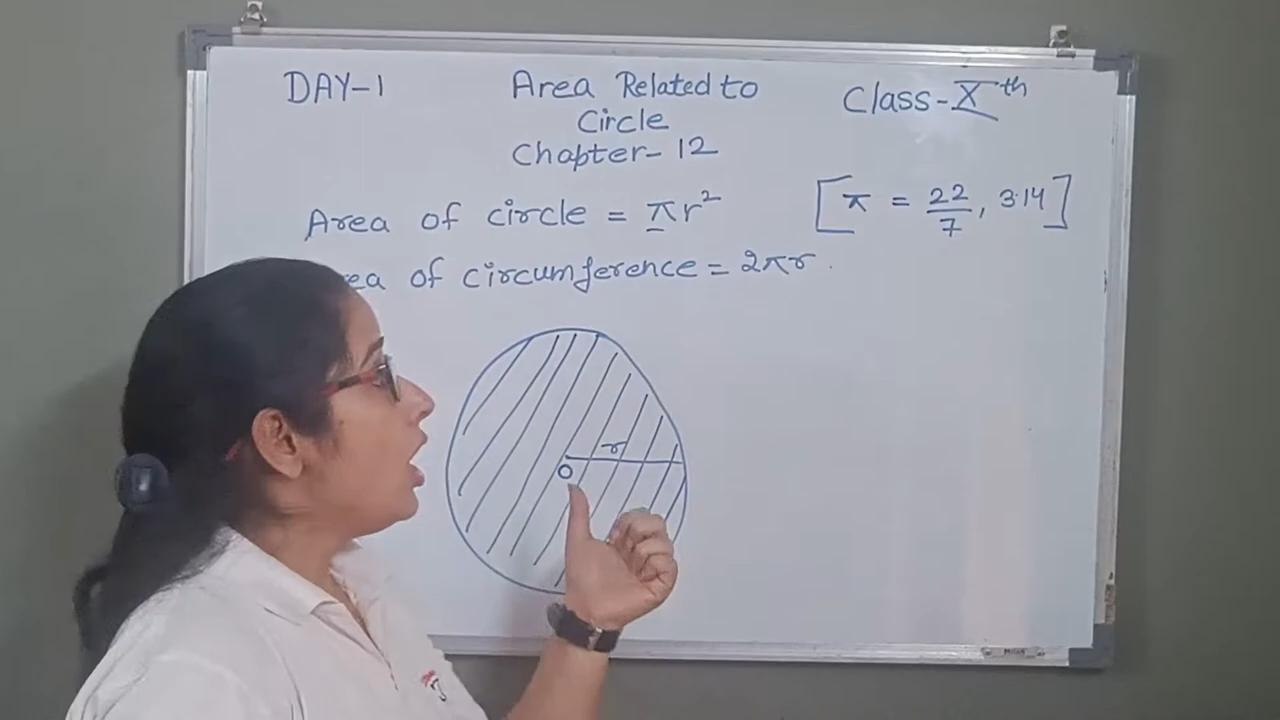 DAY-1
Area Related to
Circle
Chapter-12
Class-Xth
Area of circle = πr²
[π = 22/7, 3.14]
of circumference = 2πr.
r
O